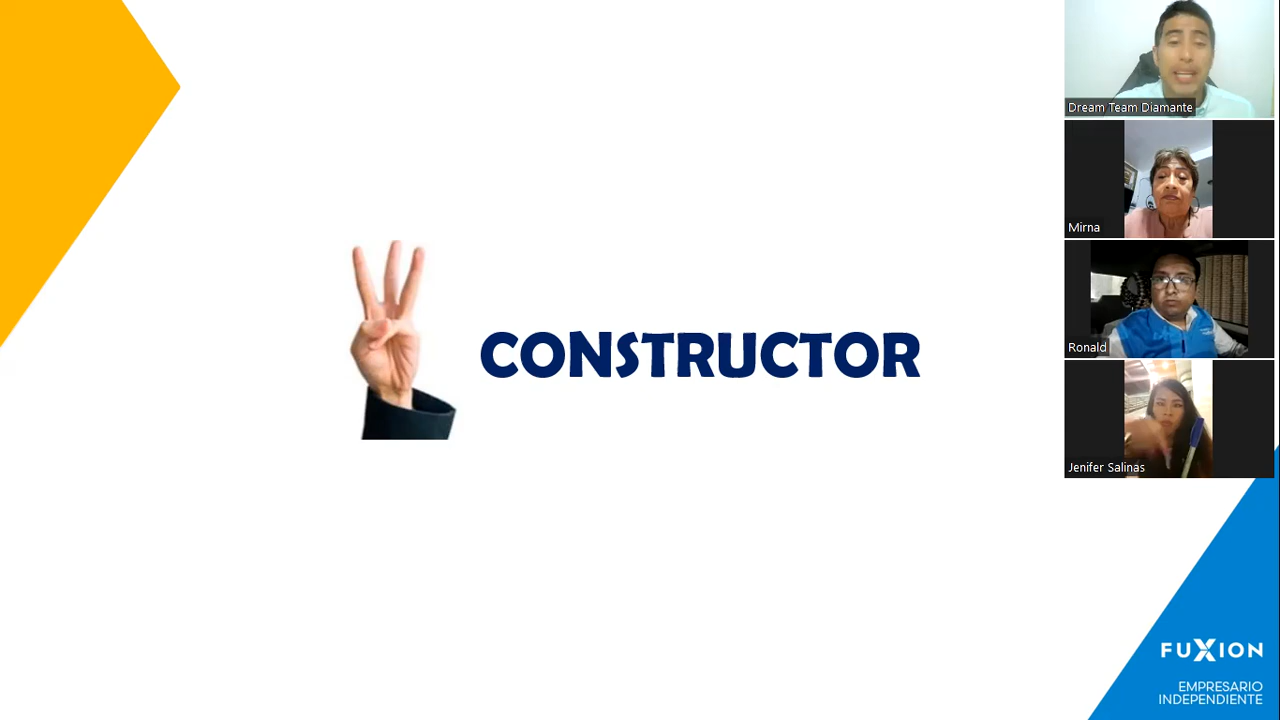 CONSTRUCTOR
Dream Team Diamante
Mirna
Ronald
Jenifer Salinas
FUXION
EMPRESARIO
INDEPENDIENTE